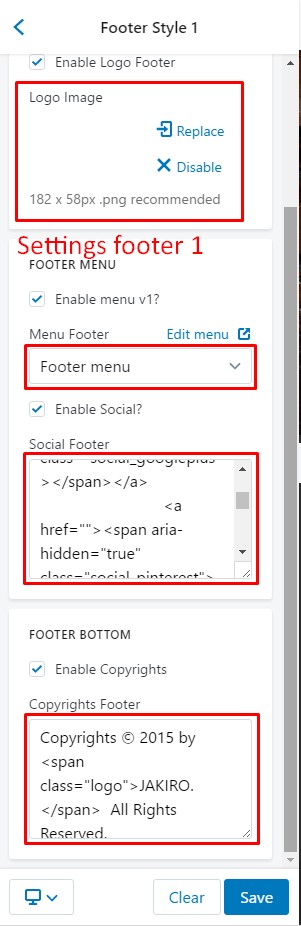 Footer Style 1
Enable Logo Footer
Logo Image
Replace
Disable
182 x 58px .png recommended
Settings footer 1
FOOTER MENU
Enable menu v1?
Menu Footer Edit menu
Footer menu
Enable Social?
Social Footer
class="social_googleplus"
></span></a>
<a
href=""><span aria-
hidden="true"
class="social_pinterest">
FOOTER BOTTOM
Enable Copyrights
Copyrights Footer
Copyrights © 2015 by
<span
class="logo">JAKIRO.
</span> All Rights
Reserved.
Clear Save